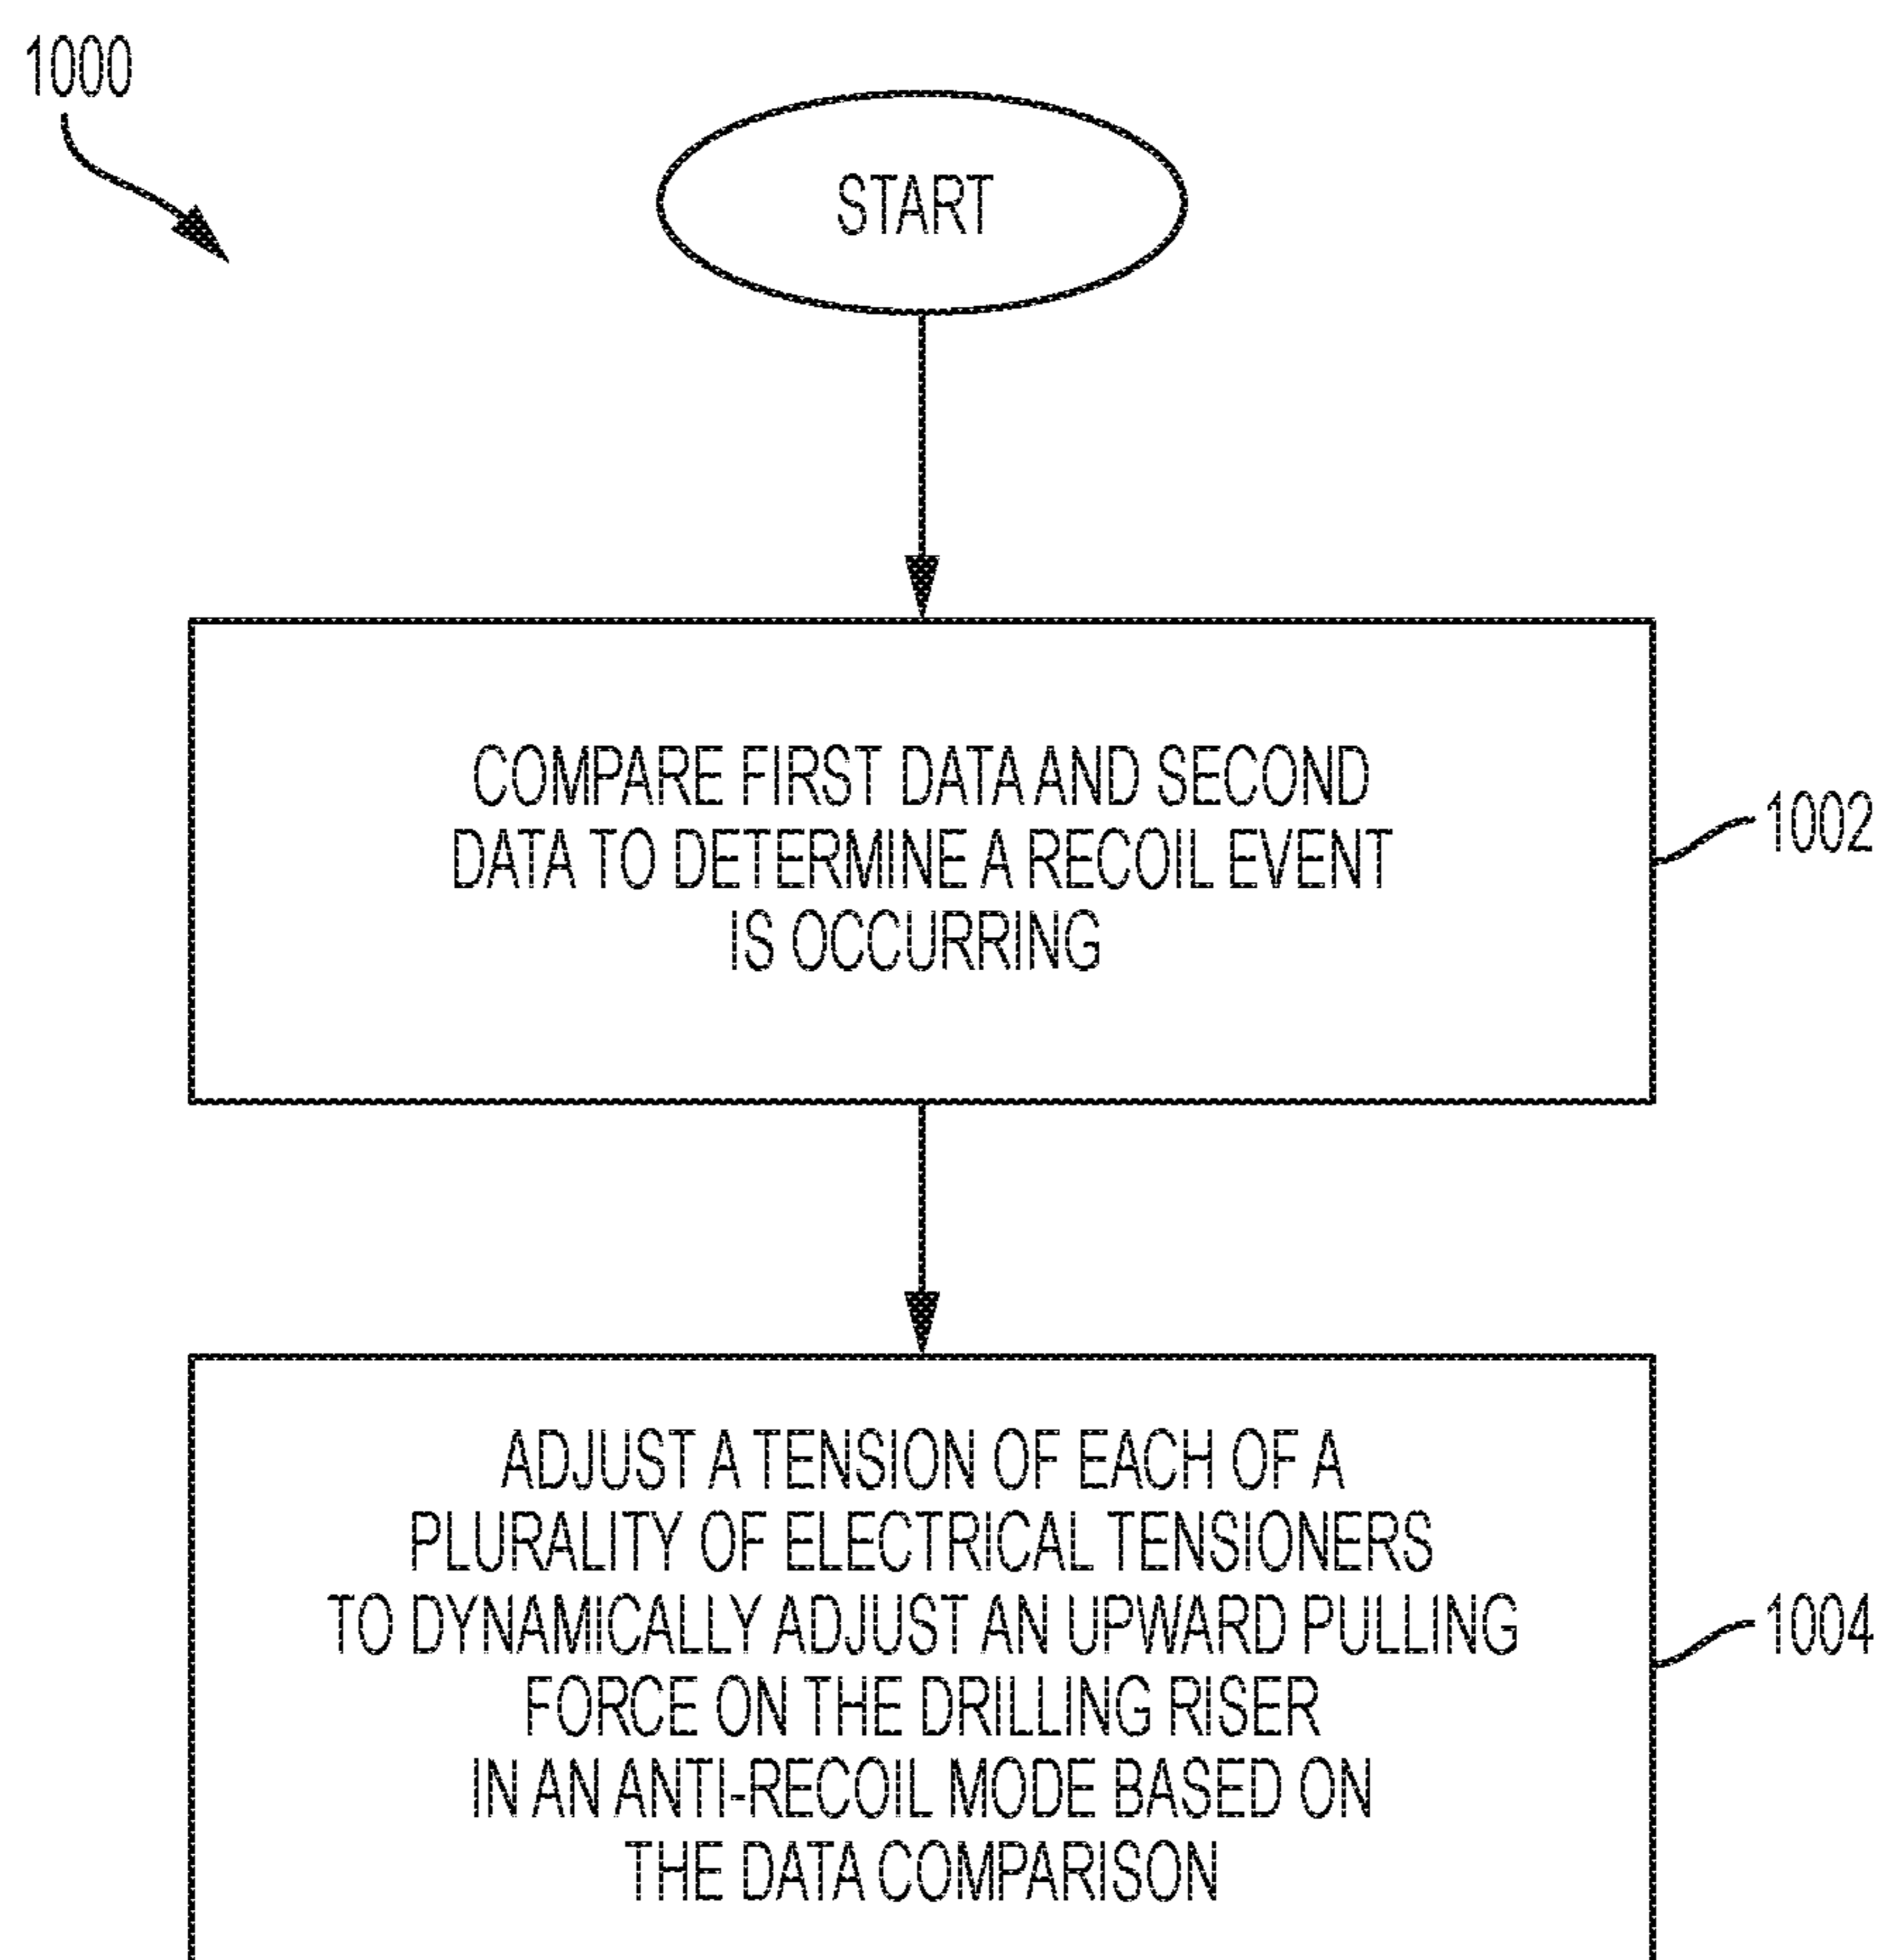 1000
START
COMPARE FIRST DATA AND SECOND
DATA TO DETERMINE A RECOIL EVENT
IS OCCURRING
1002
ADJUST A TENSION OF EACH OF A
PLURALITY OF ELECTRICAL TENSIONERS
TO DYNAMICALLY ADJUST AN UPWARD PULLING
FORCE ON THE DRILLING RISER
IN AN ANTI-RECOIL MODE BASED ON
THE DATA COMPARISON
1004